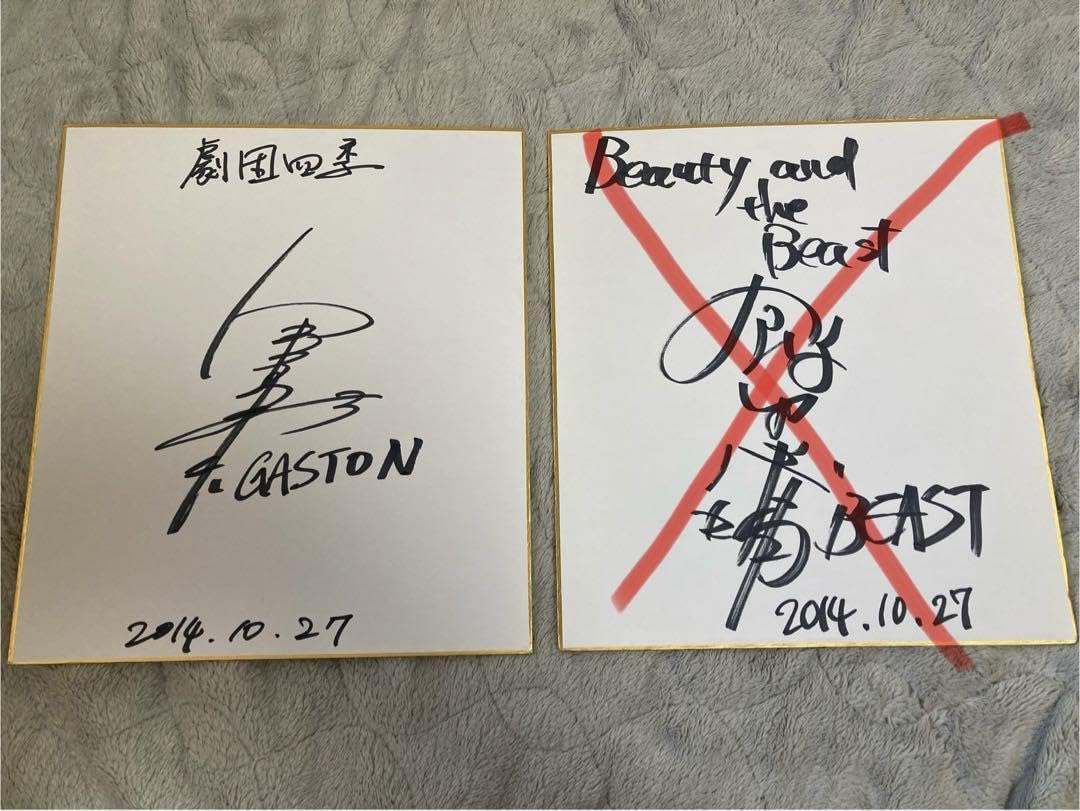 劇団四季
GASTON
2014.10.27
Beauty and
the
Beast
BEAST
2014.10.27